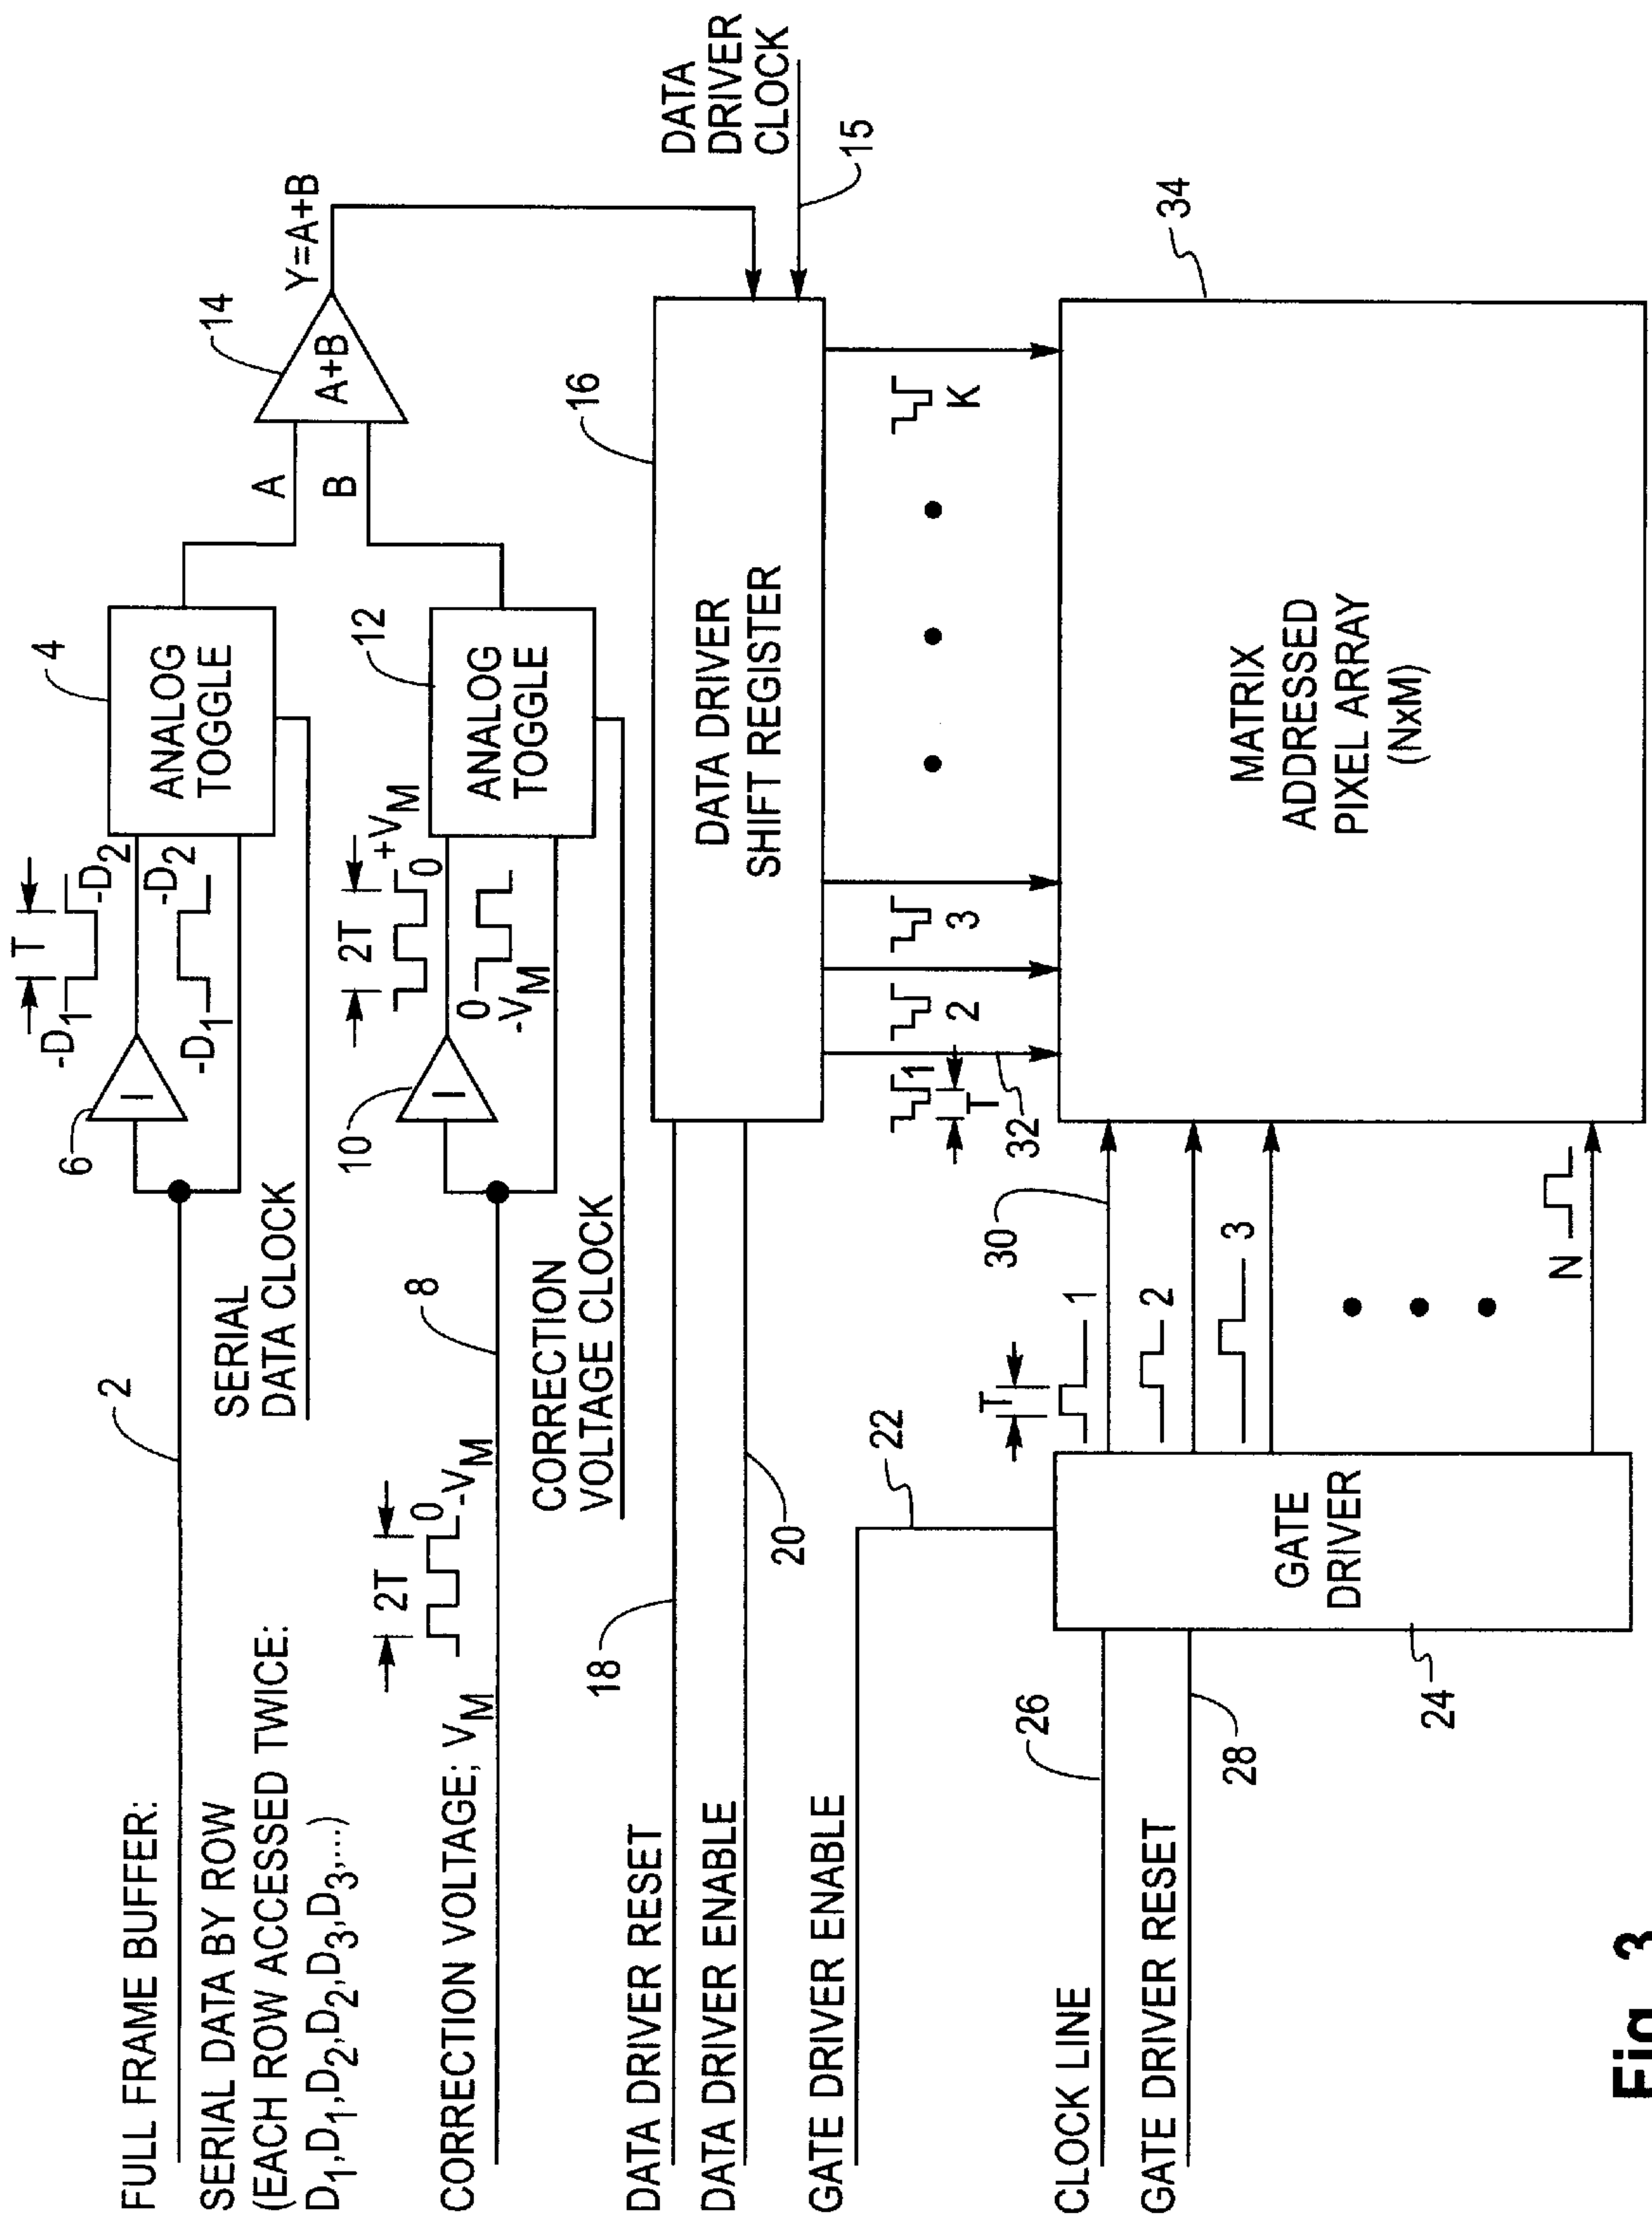 FULL FRAME BUFFER:
2
SERIAL DATA BY ROW
(EACH ROW ACCESSED TWICE:
D1,D1,D2,D2,D3,D3,...)
SERIAL
DATA CLOCK
6
I
T
-D1
-D2
-D1
-D2
4
ANALOG
TOGGLE
A
14
A+B
Y=A+B
B
CORRECTION VOLTAGE; VM
2T
0
-VM
8
CORRECTION
VOLTAGE CLOCK
10
I
2T
+VM
0
0
-VM
12
ANALOG
TOGGLE
DATA DRIVER RESET
18
DATA DRIVER ENABLE
20
16
DATA DRIVER
SHIFT REGISTER
DATA
DRIVER
CLOCK
15
GATE DRIVER ENABLE
22
T
1
2
3
K
32
CLOCK LINE
26
GATE DRIVER RESET
28
GATE
DRIVER
24
T
1
2
3
N
30
MATRIX
ADDRESSED
PIXEL ARRAY
(NxM)
34
Fig. 3